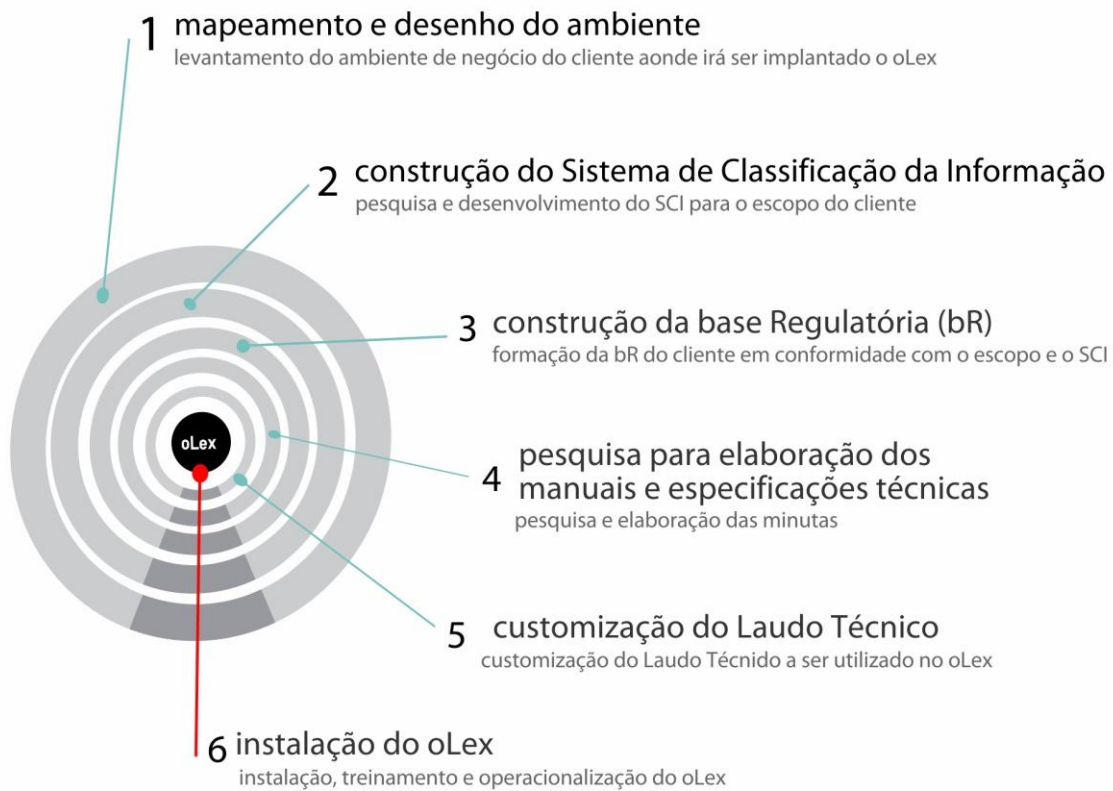 1 mapeamento e desenho do ambiente
levantamento do ambiente de negócio do cliente aonde irá ser implantado o oLex
2 construção do Sistema de Classificação da Informação
pesquisa e desenvolvimento do SCI para o escopo do cliente
3 construção da base Regulatória (bR)
formação da bR do cliente em conformidade com o escopo e o SCI
oLex
4 pesquisa para elaboração dos
manuais e especificações técnicas
pesquisa e elaboração das minutas
5 customização do Laudo Técnico
customização do Laudo Técnido a ser utilizado no oLex
6 instalação do oLex
instalação, treinamento e operacionalização do oLex